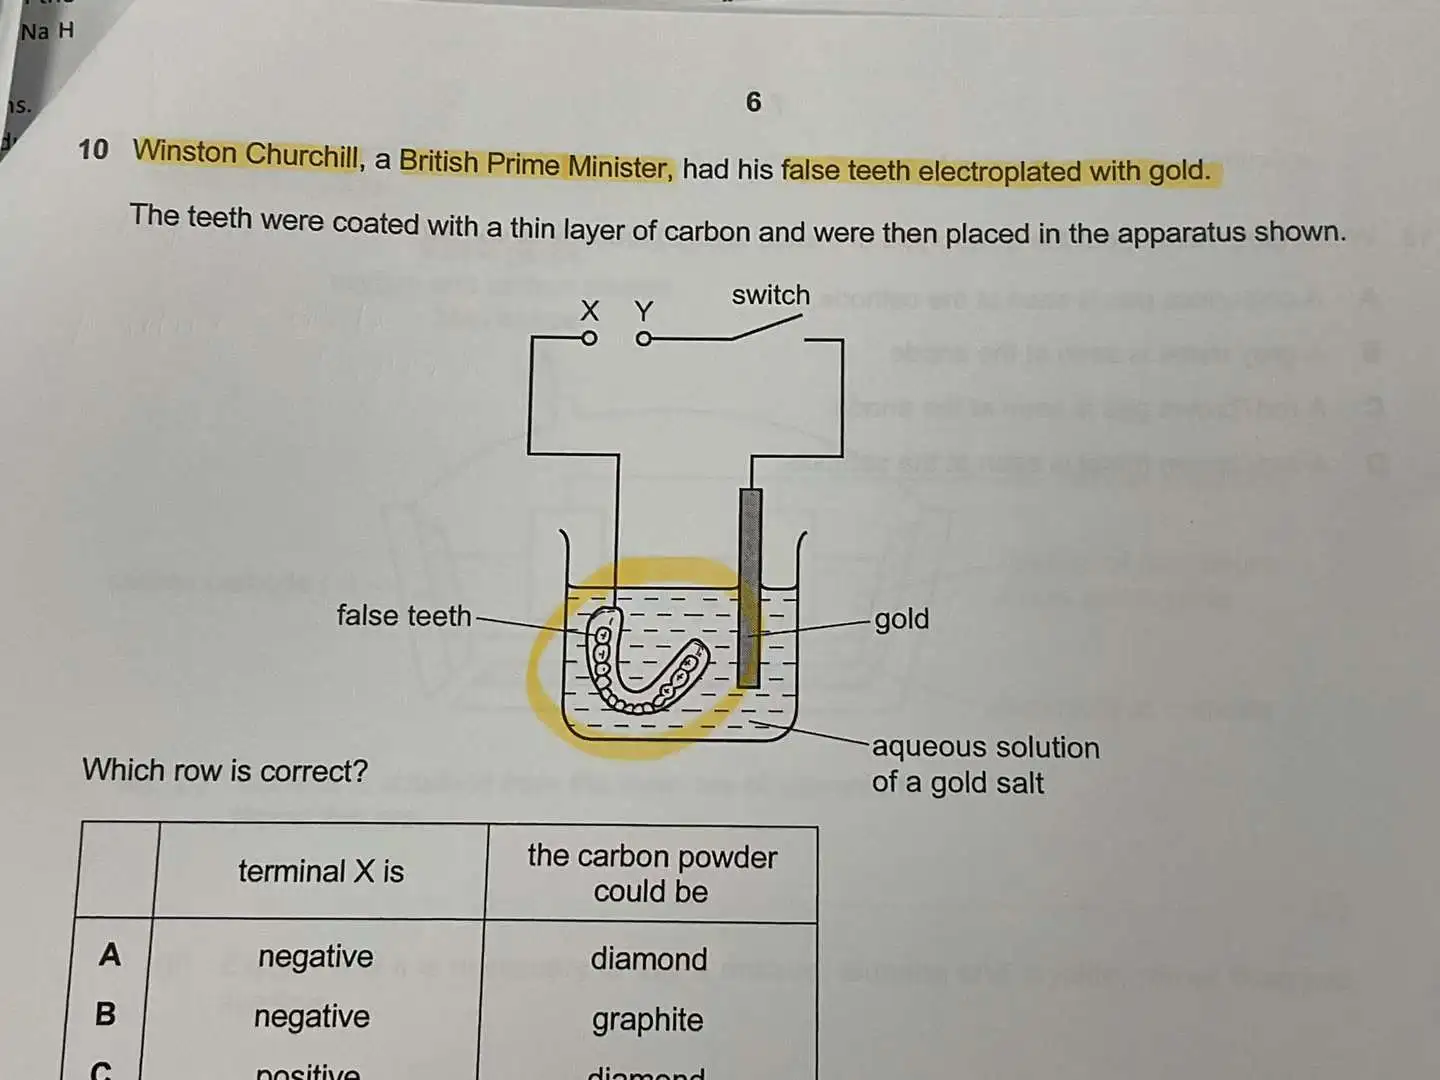 Na H
ns.
6
10 Winston Churchill, a British Prime Minister, had his false teeth electroplated with gold.
The teeth were coated with a thin layer of carbon and were then placed in the apparatus shown.
X Y switch
false teeth
gold
aqueous solution
of a gold salt
Which row is correct?
terminal X is
the carbon powder
could be
A negative diamond
B negative graphite
C positive diamond